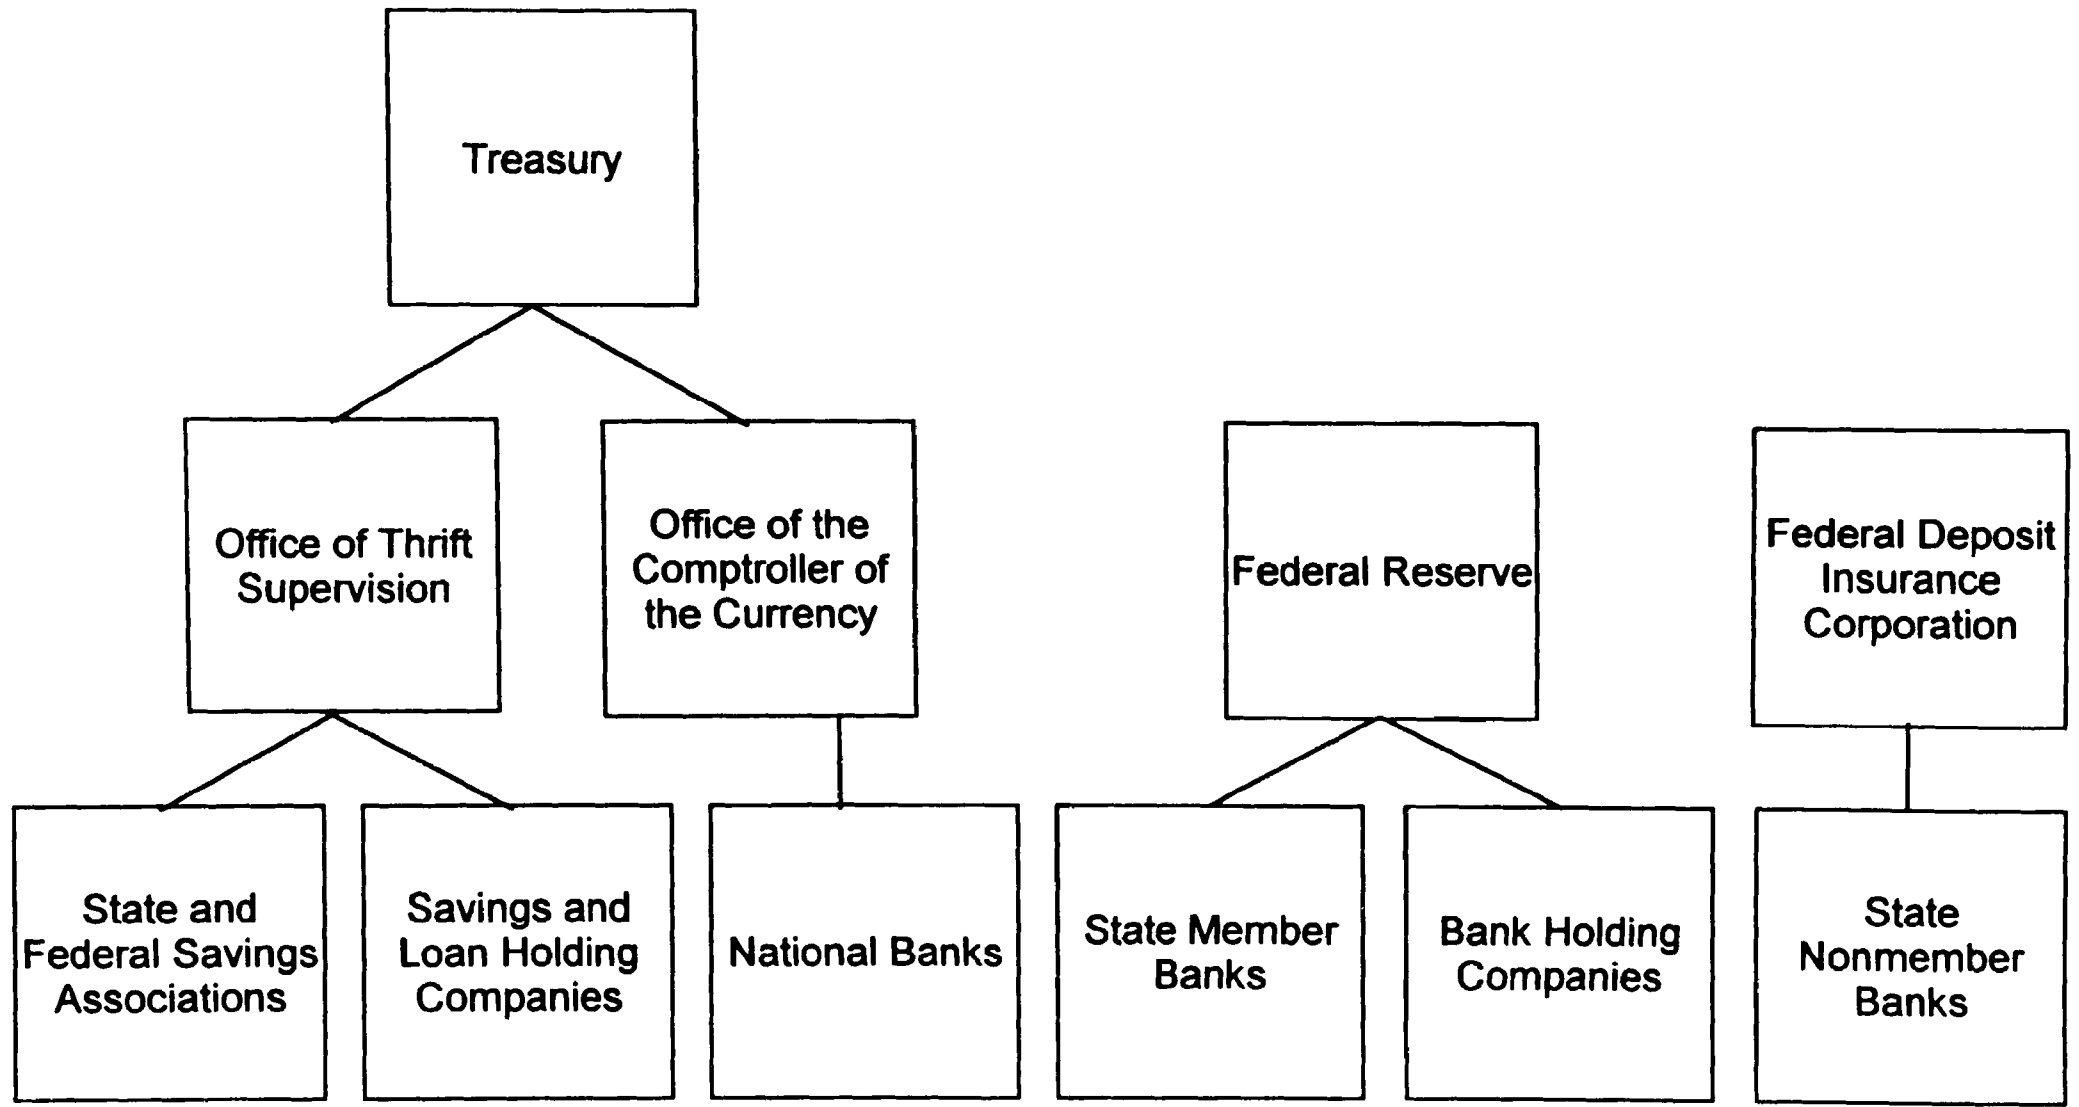 Treasury
Office of Thrift
Supervision
Office of the
Comptroller of
the Currency
Federal Reserve
Federal Deposit
Insurance
Corporation
State and
Federal Savings
Associations
Savings and
Loan Holding
Companies
National Banks
State Member
Banks
Bank Holding
Companies
State
Nonmember
Banks